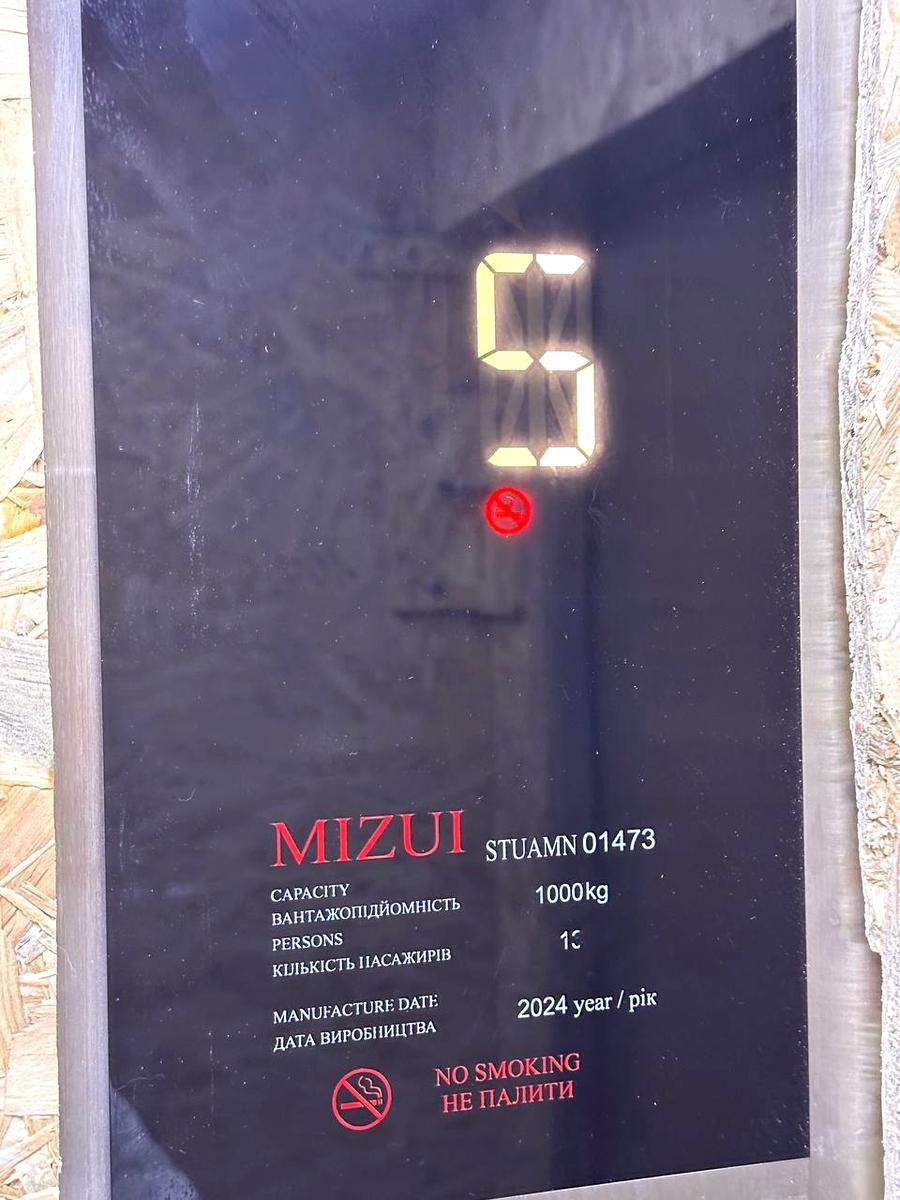 5
MIZUI STUAMN 01473
CAPACITY 1000kg
ВАНТАЖОПІДЙОМНІСТЬ
PERSONS
КІЛЬКІСТЬ ПАСАЖИРІВ
MANUFACTURE DATE 2024 year / рік
ДАТА ВИРОБНИЦТВА
NO SMOKING
НЕ ПАЛИТИ